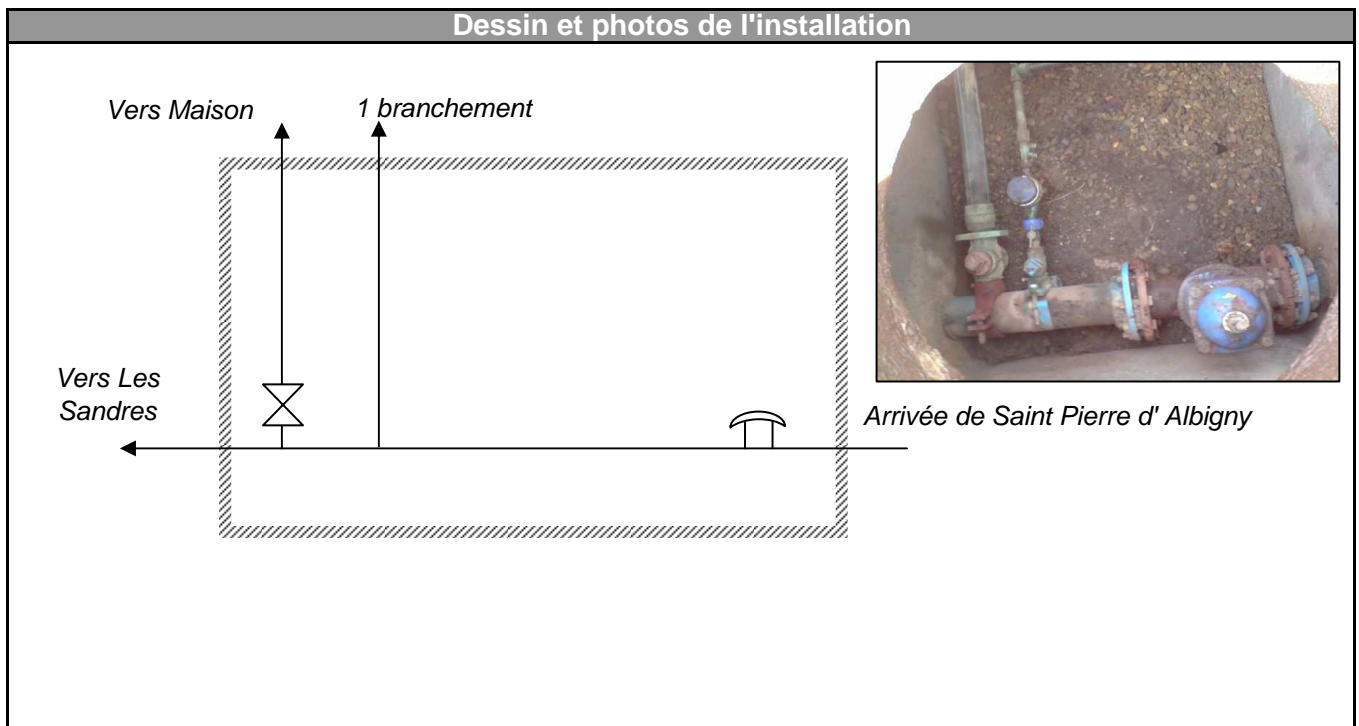 Dessin et photos de l'installation
Vers Maison
1 branchement
Vers Les
Sandres
Arrivée de Saint Pierre d' Albigny